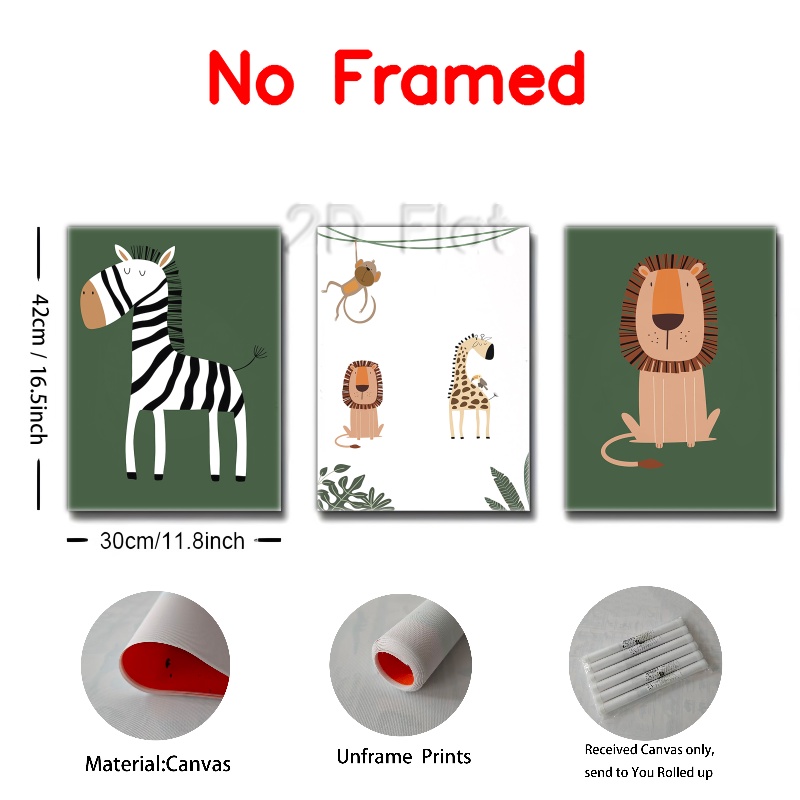 No Framed
2D Flat
42cm / 16.5inch
30cm/11.8inch
Material:Canvas
Unframe Prints
Received Canvas only,
send to You Rolled up